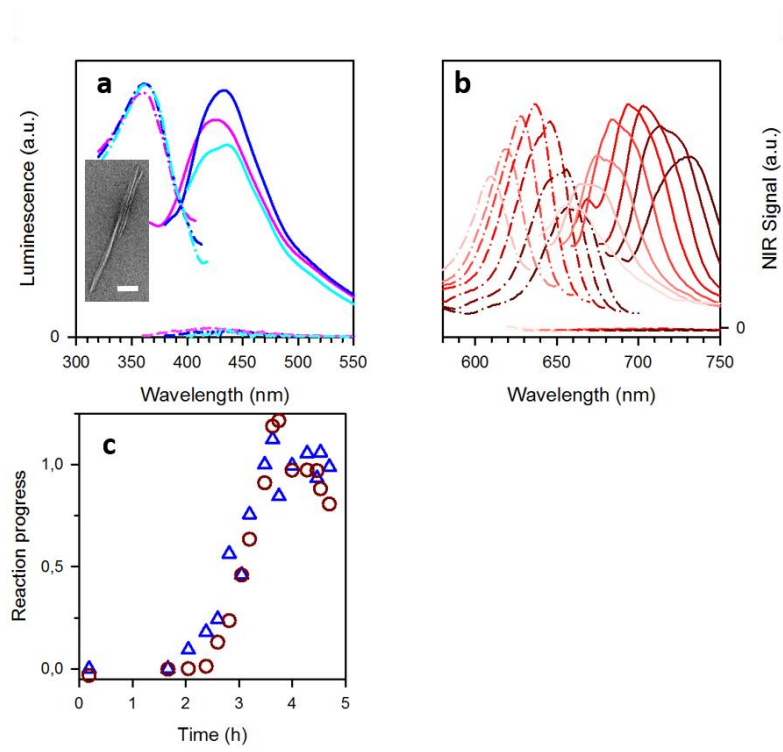 a
b
Luminescence (a.u.)
NIR Signal (a.u.)
0
0
300 350 400 450 500 550
600 650 700 750
Wavelength (nm)
Wavelength (nm)
c
Reaction progress
1,0
0,5
0,0
0 1 2 3 4 5
Time (h)